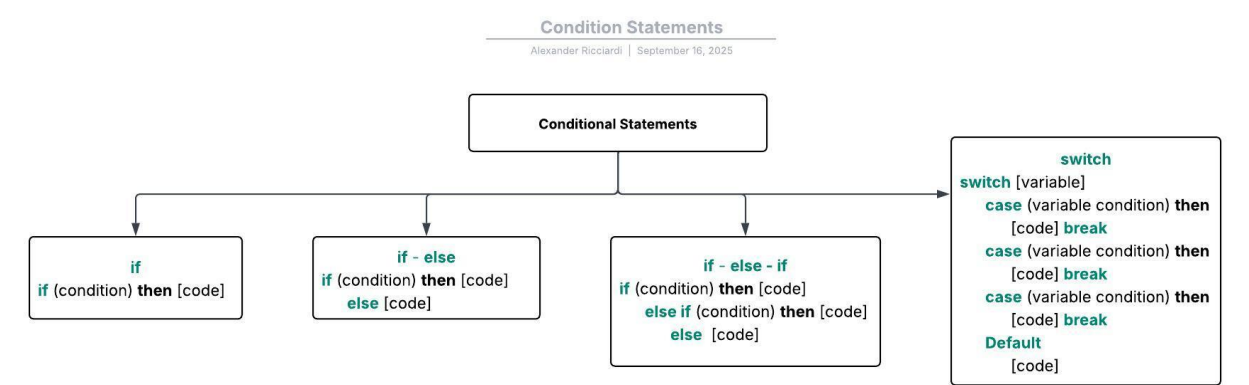 Condition Statements
Alexander Ricciardi | September 16, 2025
Conditional Statements
if
if (condition) then [code]
if - else
if (condition) then [code]
else [code]
if - else - if
if (condition) then [code]
else if (condition) then [code]
else [code]
switch
switch [variable]
case (variable condition) then
[code] break
case (variable condition) then
[code] break
case (variable condition) then
[code] break
Default
[code]